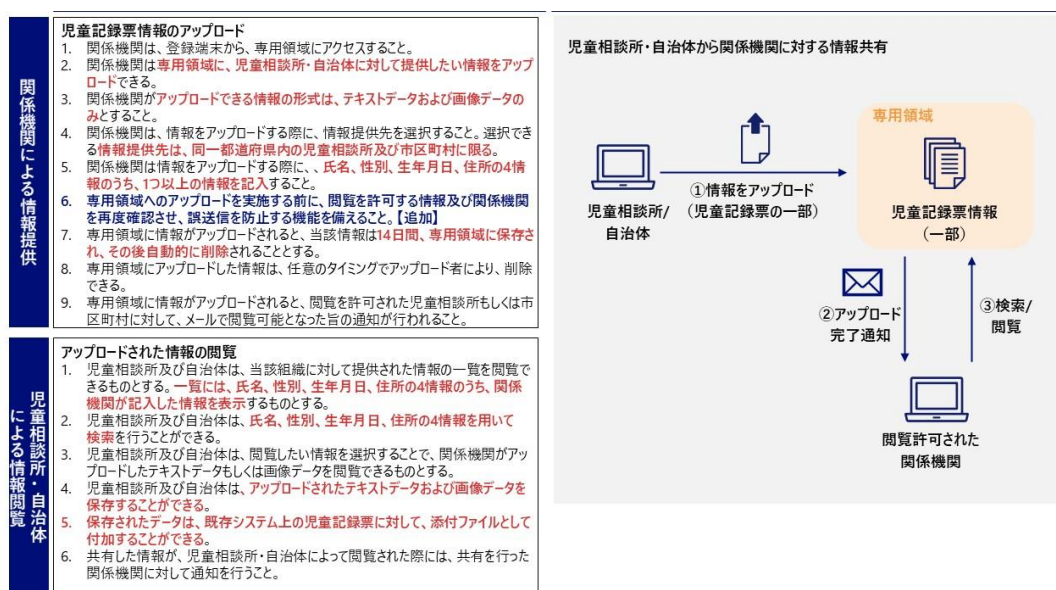 関係機関による情報提供
児童記録票情報のアップロード
1. 関係機関は、登録端末から、専用領域にアクセスすること。
2. 関係機関は専用領域に、児童相談所・自治体に対して提供したい情報をアップ
ロードできる。
3. 関係機関がアップロードできる情報の形式は、テキストデータおよび画像データの
みとすること。
4. 関係機関は、情報をアップロードする際に、情報提供先を選択すること。選択でき
る情報提供先は、同一都道府県内の児童相談所及び市区町村に限る。
5. 関係機関は情報をアップロードする際に、、氏名、性別、生年月日、住所の4情
報のうち、1つ以上の情報を記入すること。
6. 専用領域へのアップロードを実施する前に、閲覧を許可する情報及び関係機関
を再度確認させ、誤送信を防止する機能を備えること。【追加】
7. 専用領域に情報がアップロードされると、当該情報は14日間、専用領域に保存さ
れ、その後自動的に削除されることとする。
8. 専用領域にアップロードした情報は、任意のタイミングでアップロード者により、削除
できる。
9. 専用領域に情報がアップロードされると、閲覧を許可された児童相談所もしくは市
区町村に対して、メールで閲覧可能となった旨の通知が行われること。
児童相談所・自治体
による情報閲覧
アップロードされた情報の閲覧
1. 児童相談所及び自治体は、当該組織に対して提供された情報の一覧を閲覧で
きるものとする。一覧には、氏名、性別、生年月日、住所の4情報のうち、関係
機関が記入した情報を表示するものとする。
2. 児童相談所及び自治体は、氏名、性別、生年月日、住所の4情報を用いて
検索を行うことができる。
3. 児童相談所及び自治体は、閲覧したい情報を選択することで、関係機関がアッ
プロードしたテキストデータもしくは画像データを閲覧できるものとする。
4. 児童相談所及び自治体は、アップロードされたテキストデータおよび画像データを
保存することができる。
5. 保存されたデータは、既存システム上の児童記録票に対して、添付ファイルとして
付加することができる。
6. 共有した情報が、児童相談所・自治体によって閲覧された際には、共有を行った
関係機関に対して通知を行うこと。
児童相談所・自治体から関係機関に対する情報共有
専用領域
①情報をアップロード
(児童記録票の一部)
児童相談所/
自治体
児童記録票情報
(一部)
②アップロード
完了通知
③検索/
閲覧
閲覧許可された
関係機関